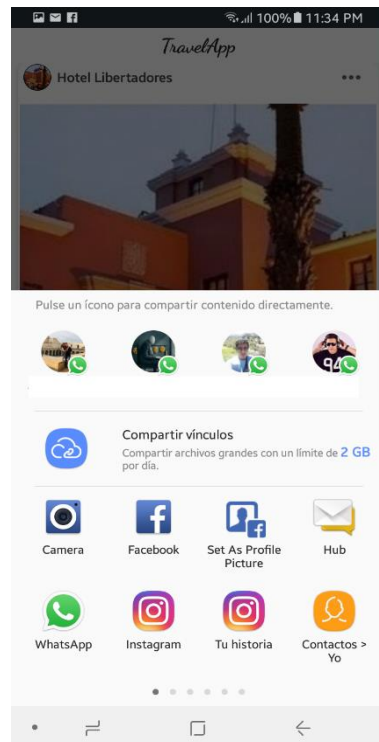 100% 11:34 PM
TravelApp
Hotel Libertadores
Pulse un ícono para compartir contenido directamente.
94
Compartir vínculos
Compartir archivos grandes con un límite de 2 GB
por día.
Camera
Facebook
Set As Profile
Picture
Hub
WhatsApp
Instagram
Tu historia
Contactos >
Yo